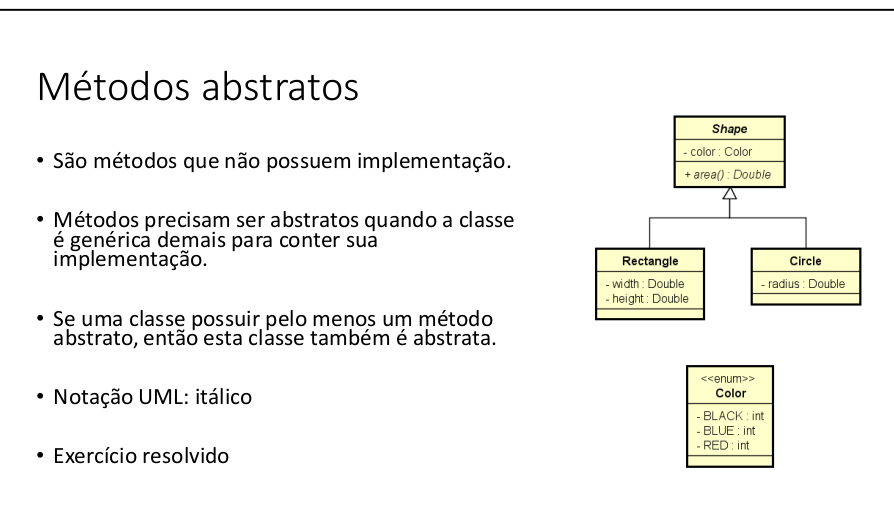 Métodos abstratos
• São métodos que não possuem implementação.
• Métodos precisam ser abstratos quando a classe
é genérica demais para conter sua
implementação.
• Se uma classe possuir pelo menos um método
abstrato, então esta classe também é abstrata.
• Notação UML: itálico
• Exercício resolvido
Shape
- color : Color
+ area() : Double
Rectangle
- width : Double
- height : Double
Circle
- radius : Double
<<enum>>
Color
- BLACK : int
- BLUE : int
- RED : int